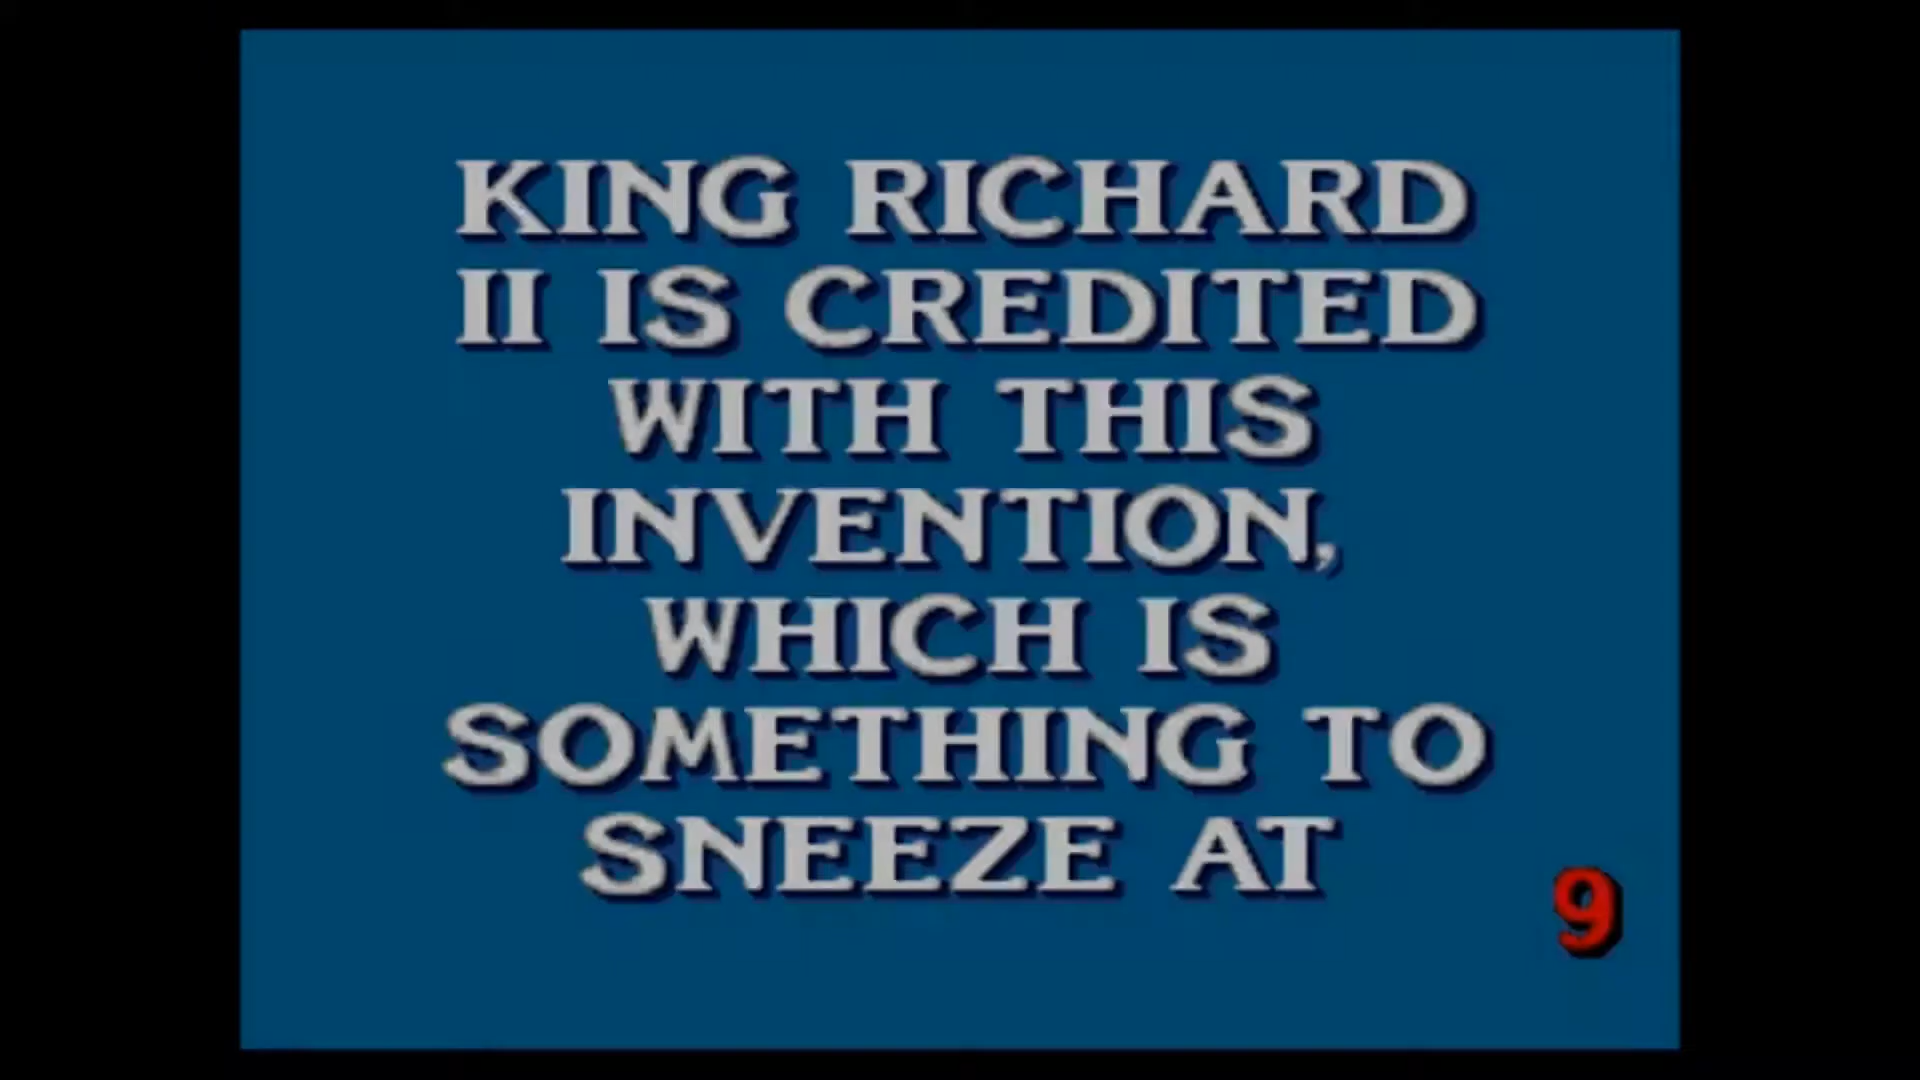 KING RICHARD
II IS CREDITED
WITH THIS
INVENTION,
WHICH IS
SOMETHING TO
SNEEZE AT
9